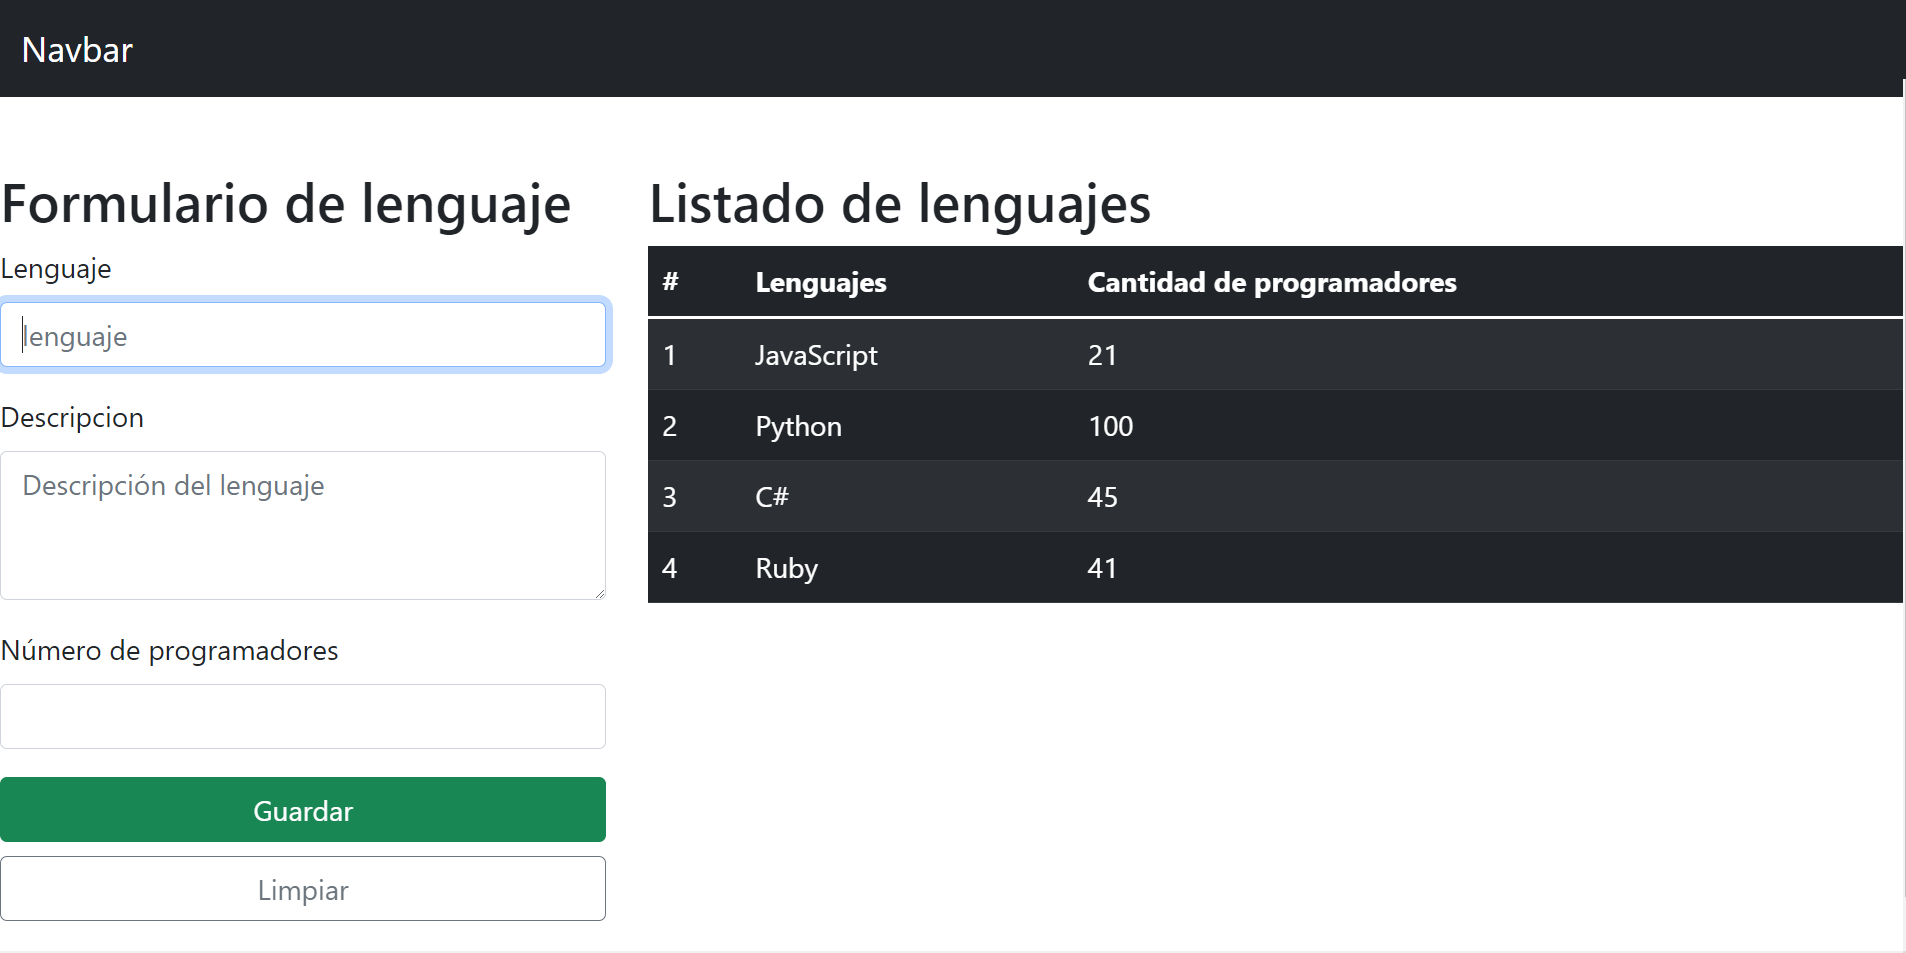 Navbar
Formulario de lenguaje
Lenguaje
lenguaje
Descripcion
Descripción del lenguaje
Número de programadores
Guardar
Limpiar
Listado de lenguajes
# Lenguajes Cantidad de programadores
1 JavaScript 21
2 Python 100
3 C# 45
4 Ruby 41